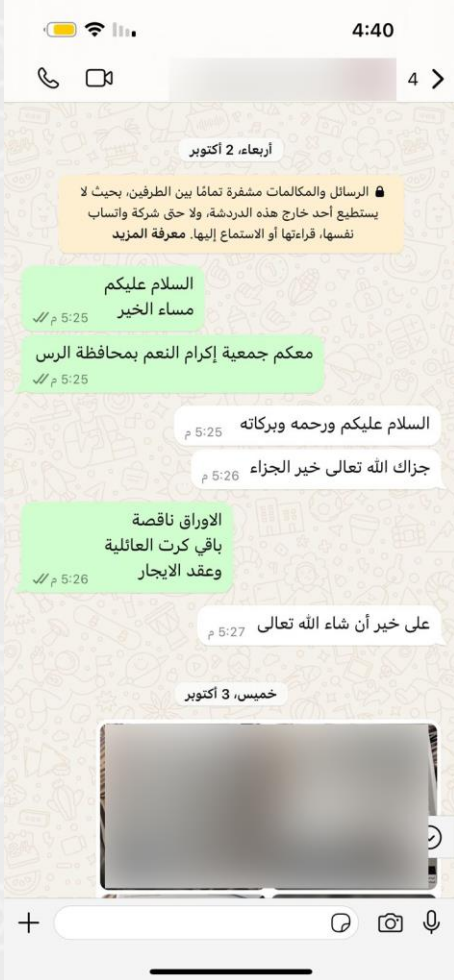 4:40
4
أربعاء، 2 أكتوبر
الرسائل والمكالمات مشفرة تمامًا بين الطرفين، بحيث لا
يستطيع أحد خارج هذه الدردشة، ولا حتى شركة واتساب
نفسها، قراءتها أو الاستماع إليها. معرفة المزيد
السلام عليكم
مساء الخير
5:25 م
معكم جمعية إكرام النعم بمحافظة الرس
5:25 م
السلام عليكم ورحمه وبركاته
5:25 م
جزاك الله تعالى خير الجزاء
5:26 م
الاوراق ناقصة
باقي كرت العائلية
وعقد الايجار
5:26 م
على خير أن شاء الله تعالى
5:27 م
خميس، 3 أكتوبر